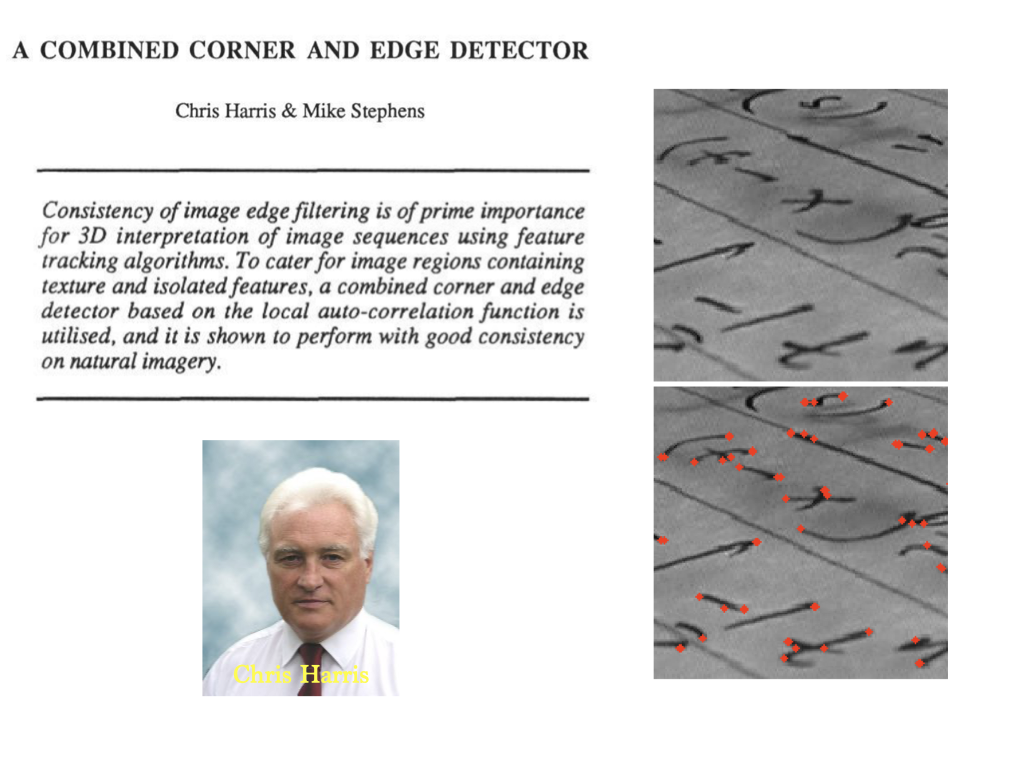 A COMBINED CORNER AND EDGE DETECTOR
Chris Harris & Mike Stephens
Consistency of image edge filtering is of prime importance
for 3D interpretation of image sequences using feature
tracking algorithms. To cater for image regions containing
texture and isolated features, a combined corner and edge
detector based on the local auto-correlation function is
utilised, and it is shown to perform with good consistency
on natural imagery.
Chris Harris